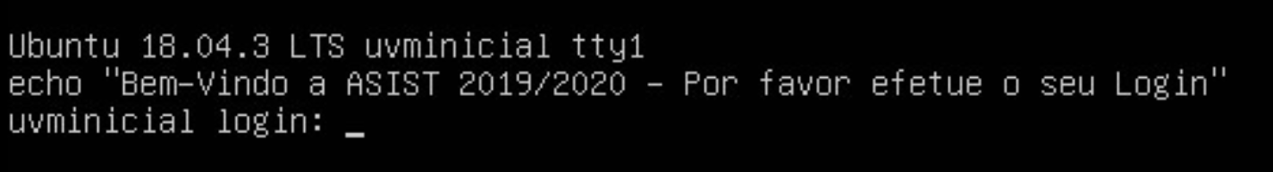 Ubuntu 18.04.3 LTS uvminicial tty1
echo "Bem-Vindo a ASIST 2019/2020 - Por favor efetue o seu Login"
uvminicial login: _